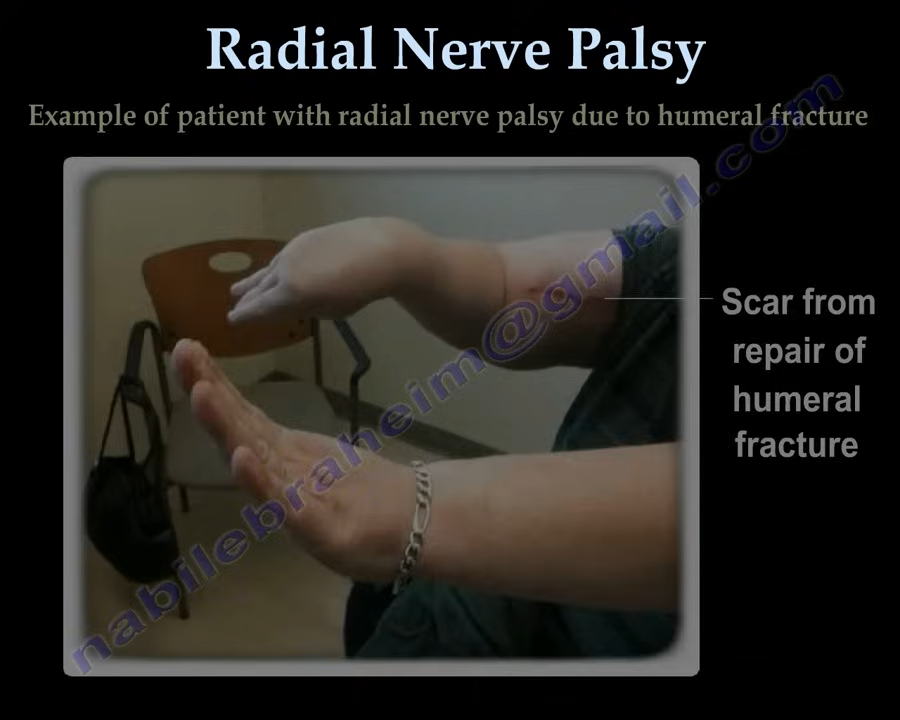 Radial Nerve Palsy
Example of patient with radial nerve palsy due to humeral fracture
Scar from
repair of
humeral
fracture
nabilebraheim@gmail.com